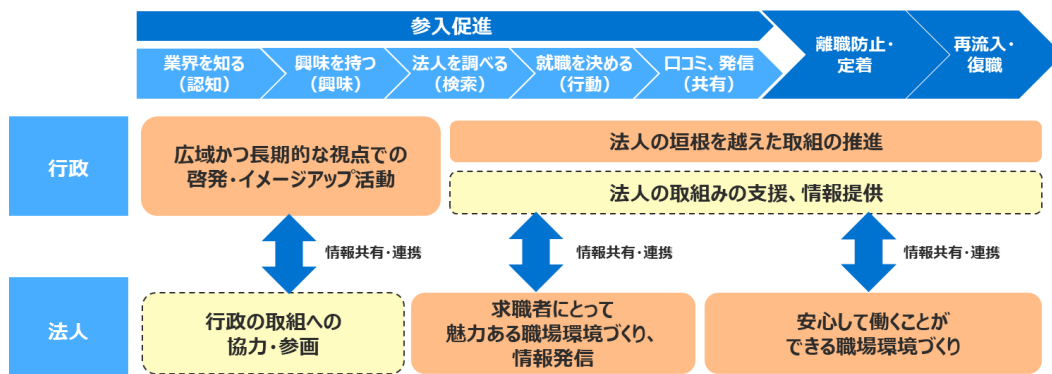 参入促進
業界を知る
（認知）
興味を持つ
（興味）
法人を調べる
（検索）
就職を決める
（行動）
口コミ、発信
（共有）
離職防止・
定着
再流入・
復職
行政
広域かつ長期的な視点での
啓発・イメージアップ活動
法人の垣根を越えた取組の推進
法人の取組みの支援、情報提供
情報共有・連携
情報共有・連携
情報共有・連携
法人
行政の取組への
協力・参画
求職者にとって
魅力ある職場環境づくり、
情報発信
安心して働くことが
できる職場環境づくり